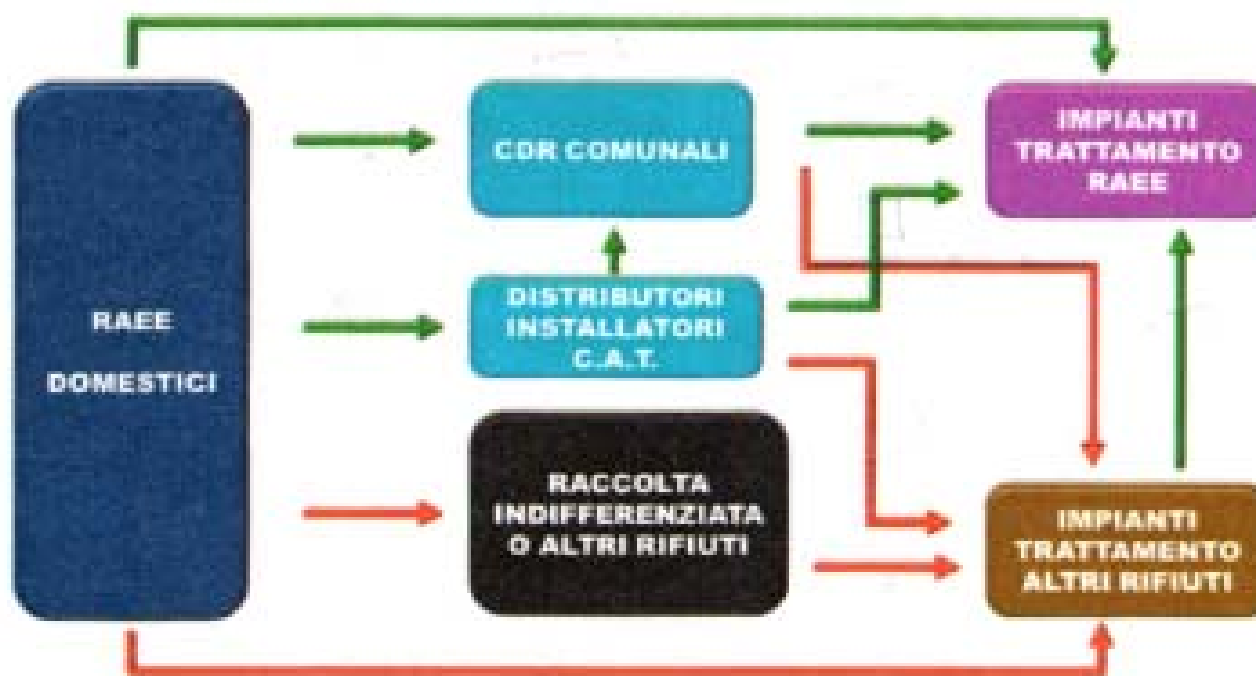 RAEE
DOMESTICI
CDR COMUNALI
DISTRIBUTORI
INSTALLATORI
C.A.T.
RACCOLTA
INDIFFERENZIATA
O ALTRI RIFIUTI
IMPIANTI
TRATTAMENTO
RAEE
IMPIANTI
TRATTAMENTO
ALTRI RIFIUTI